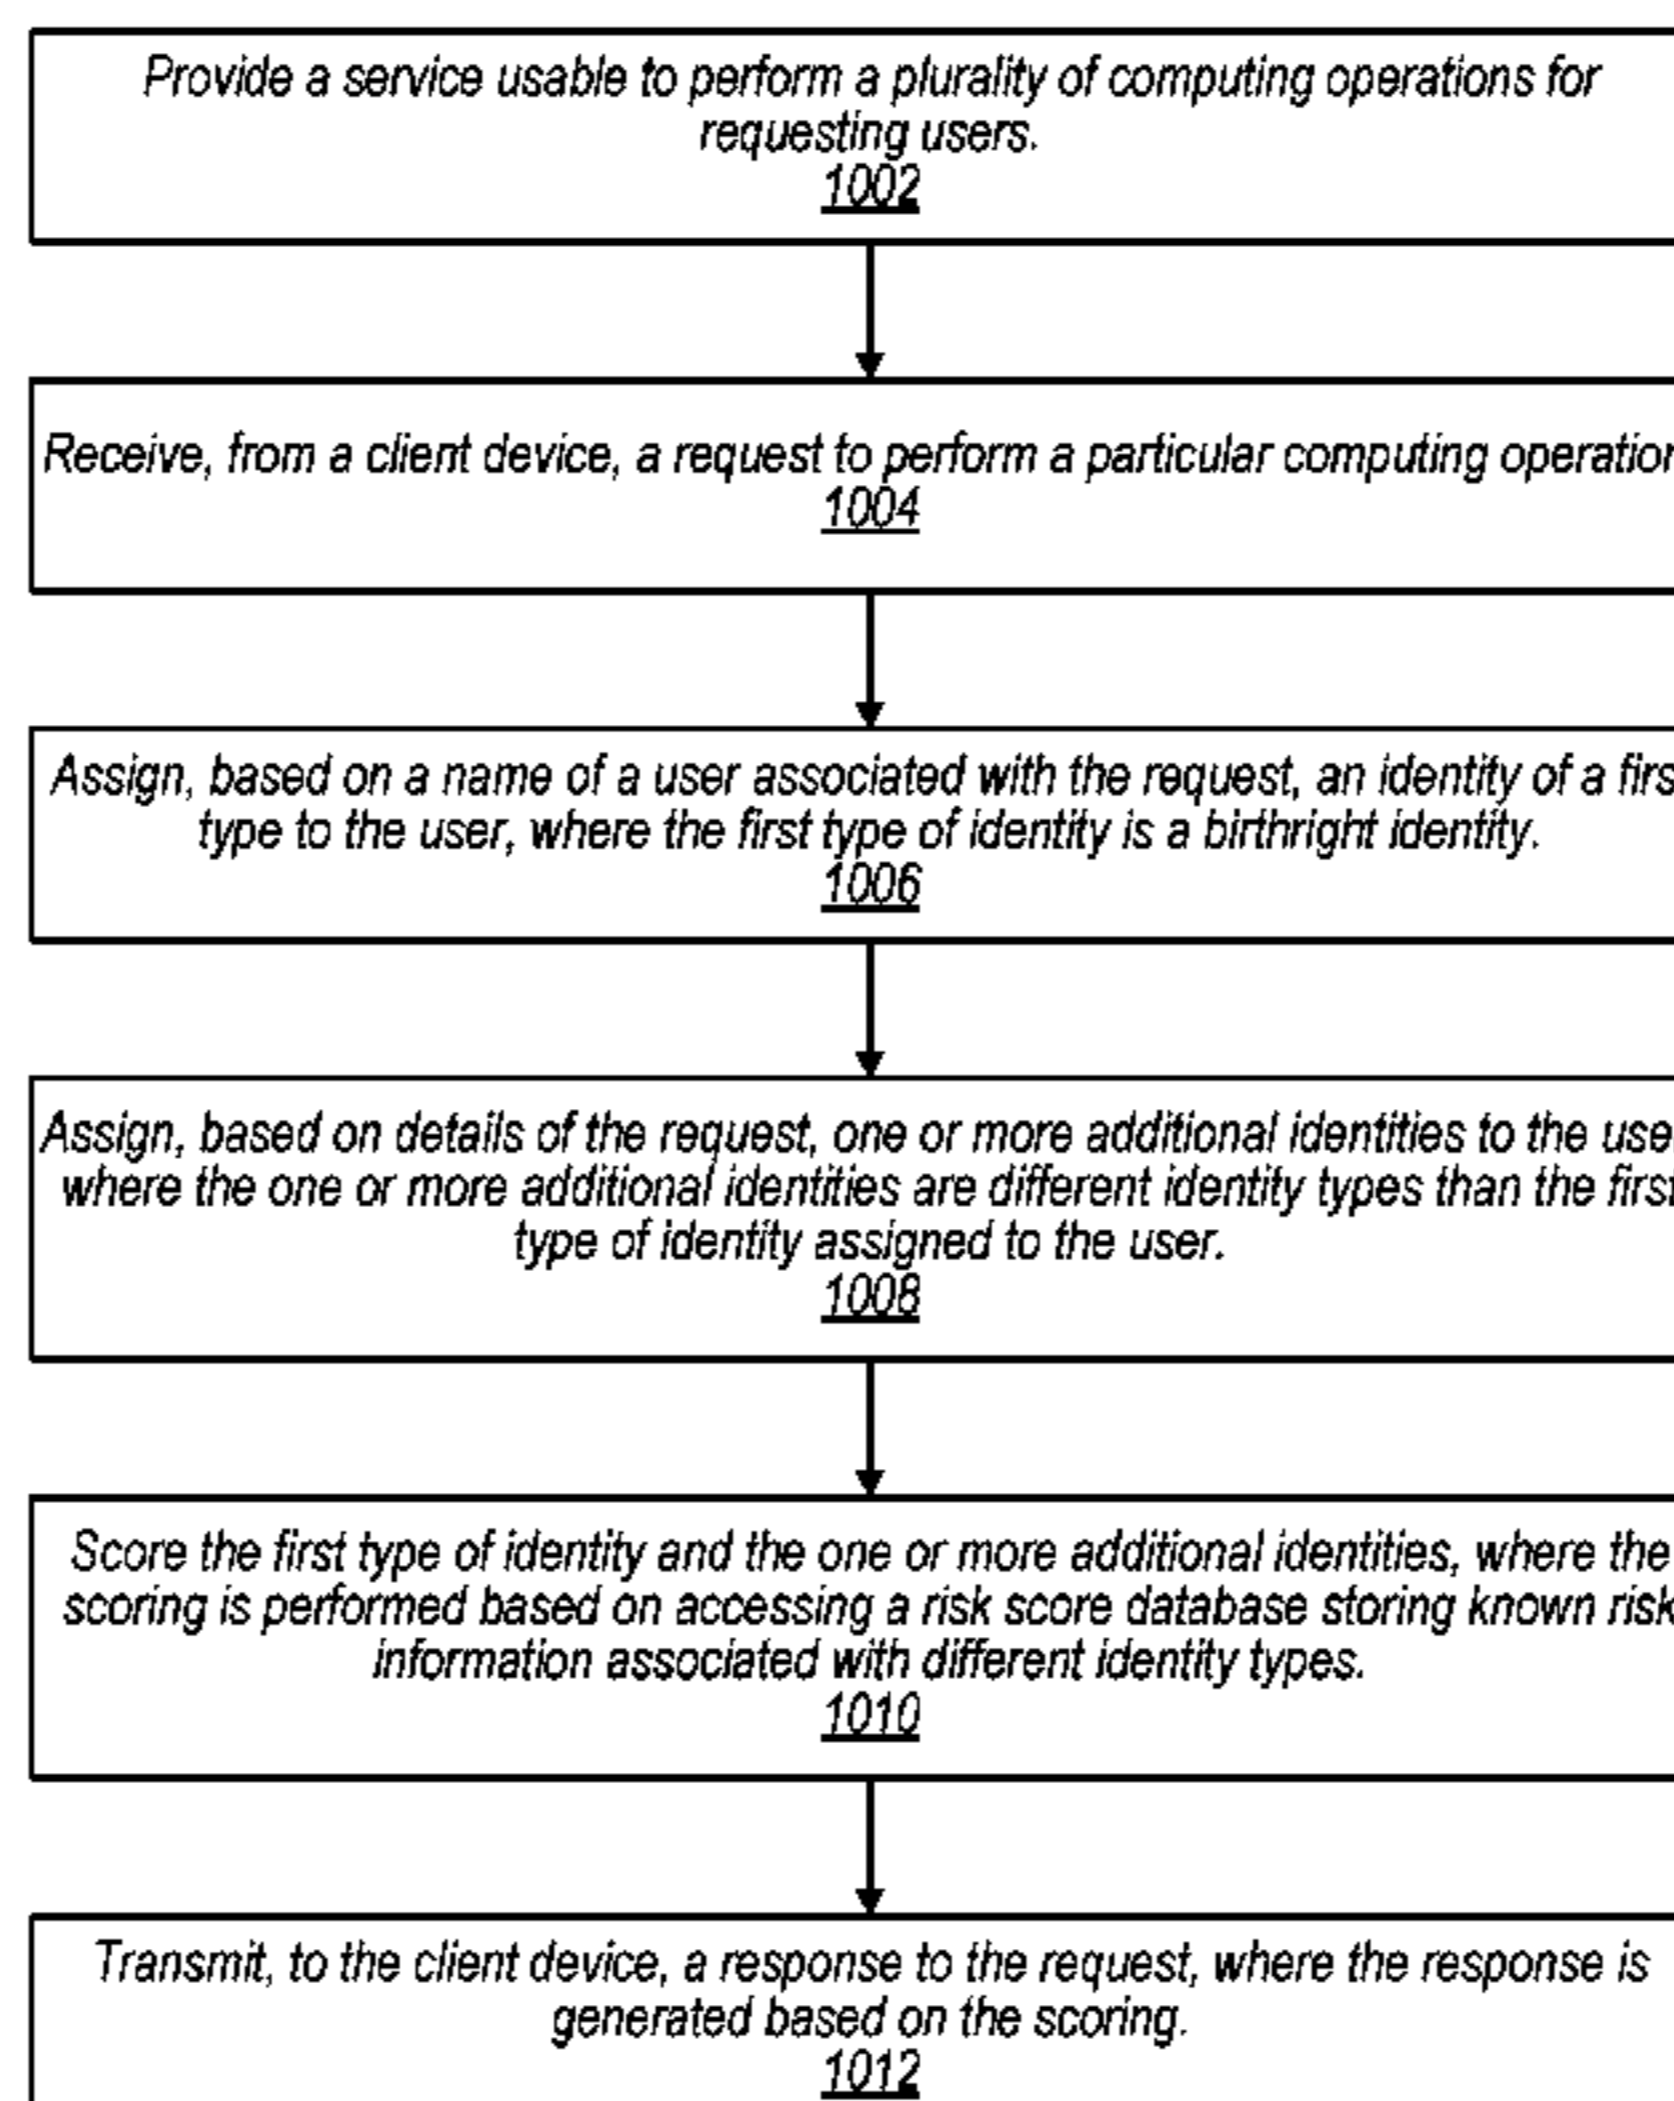 Provide a service usable to perform a plurality of computing operations for
requesting users.
1002
Receive, from a client device, a request to perform a particular computing operation
1004
Assign, based on a name of a user associated with the request, an identity of a firs
type to the user, where the first type of identity is a birthright identity.
1006
Assign, based on details of the request, one or more additional identities to the use
where the one or more additional identities are different identity types than the first
type of identity assigned to the user.
1008
Score the first type of identity and the one or more additional identities, where the
scoring is performed based on accessing a risk score database storing known risk
information associated with different identity types.
1010
Transmit, to the client device, a response to the request, where the response is
generated based on the scoring.
1012